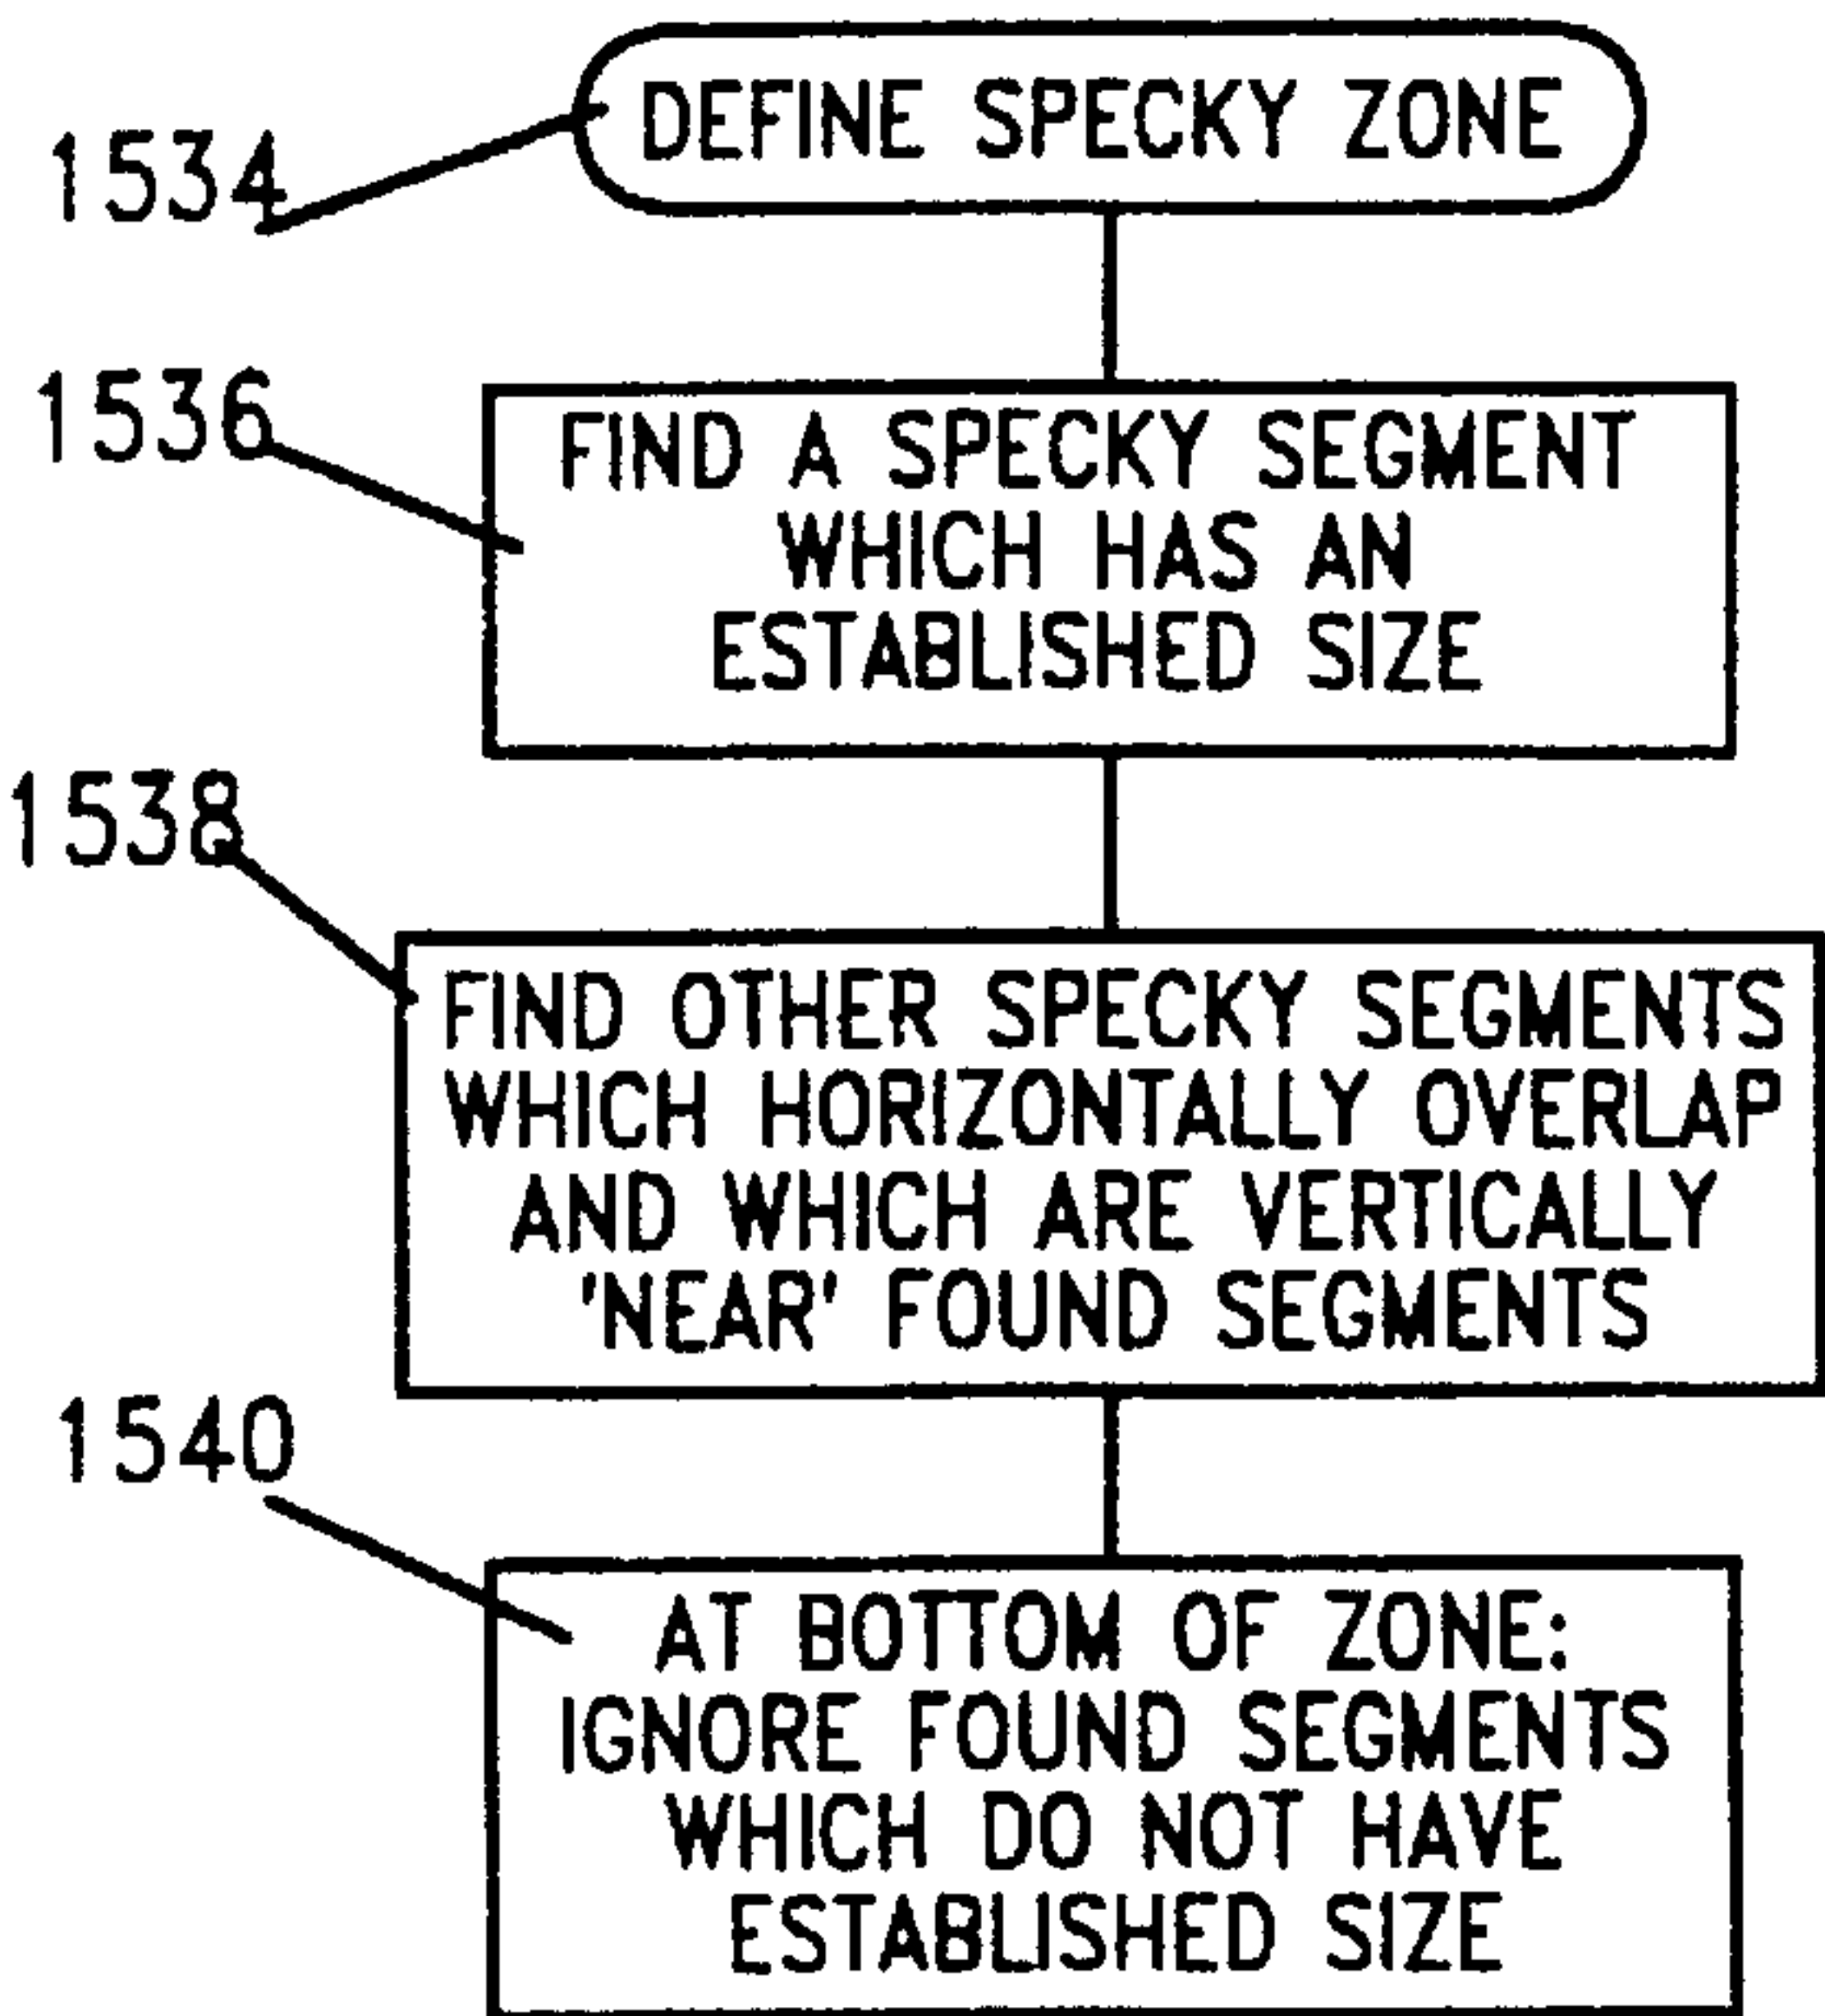 DEFINE SPECKY ZONE
1534
1536
FIND A SPECKY SEGMENT
WHICH HAS AN
ESTABLISHED SIZE
1538
FIND OTHER SPECKY SEGMENTS
WHICH HORIZONTALLY OVERLAP
AND WHICH ARE VERTICALLY
'NEAR' FOUND SEGMENTS
1540
AT BOTTOM OF ZONE:
IGNORE FOUND SEGMENTS
WHICH DO NOT HAVE
ESTABLISHED SIZE